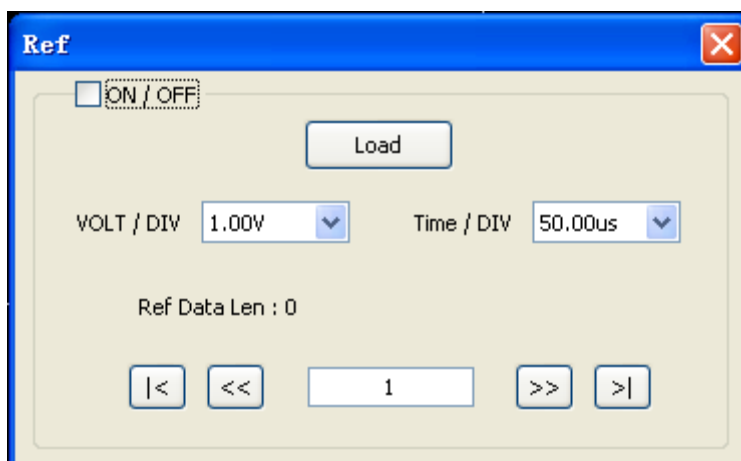 Ref
ON / OFF
Load
VOLT / DIV 1.00V Time / DIV 50.00us
Ref Data Len : 0
|< << 1 >> >|